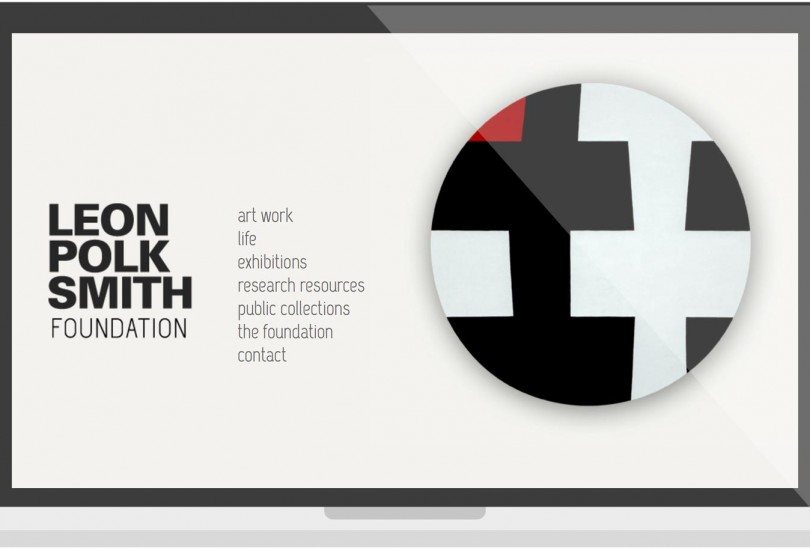 LEON
POLK
SMITH
FOUNDATION
art work
life
exhibitions
research resources
public collections
the foundation
contact